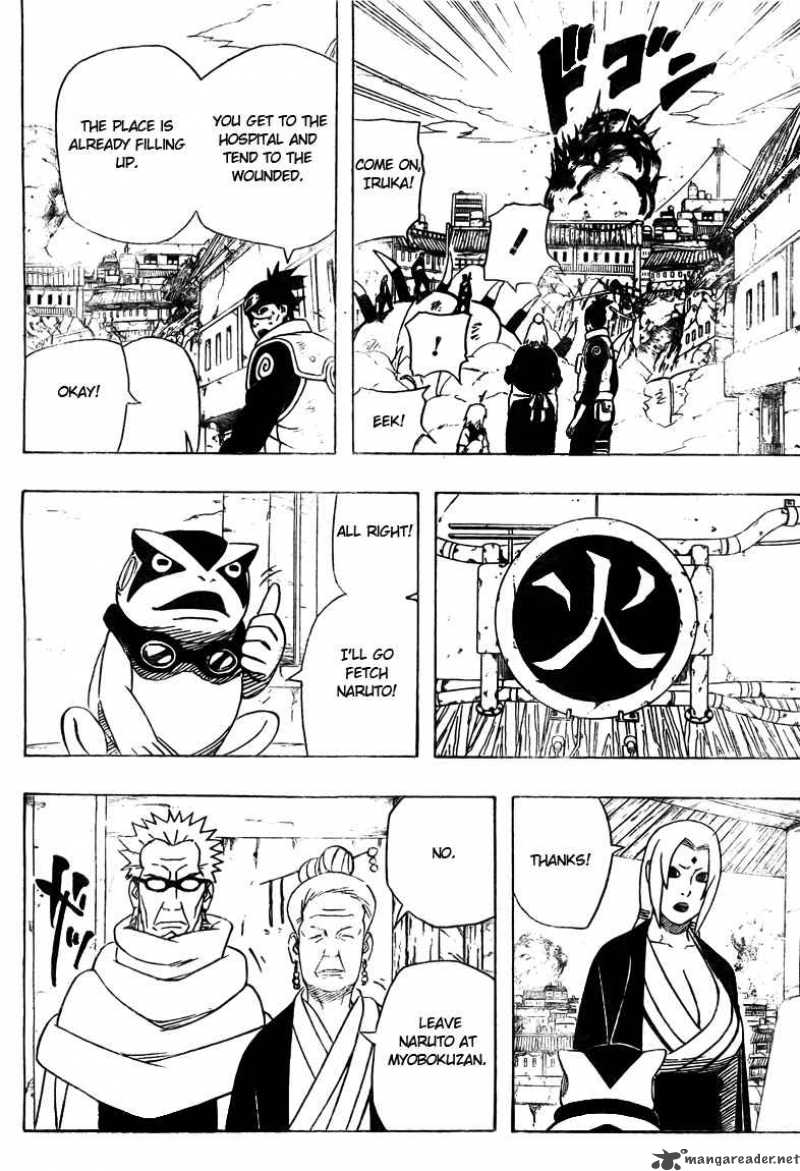 ドゴン
COME ON,
IRUKA!
!
!
EEK!
YOU GET TO THE
HOSPITAL AND
TEND TO THE
WOUNDED.
THE PLACE IS
ALREADY FILLING
UP.
OKAY!
火
ALL RIGHT!
I'LL GO
FETCH
NARUTO!
THANKS!
NO.
LEAVE
NARUTO AT
MYOBOKUZAN.
ザッ
mangareader.net